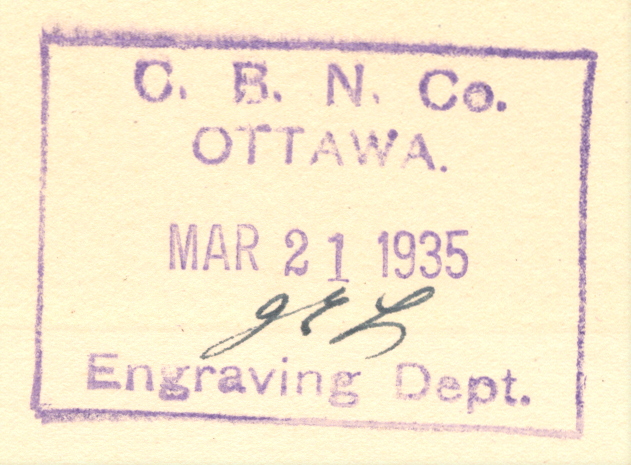 C. B. N. Co.
OTTAWA.
MAR 21 1935
Engraving Dept.